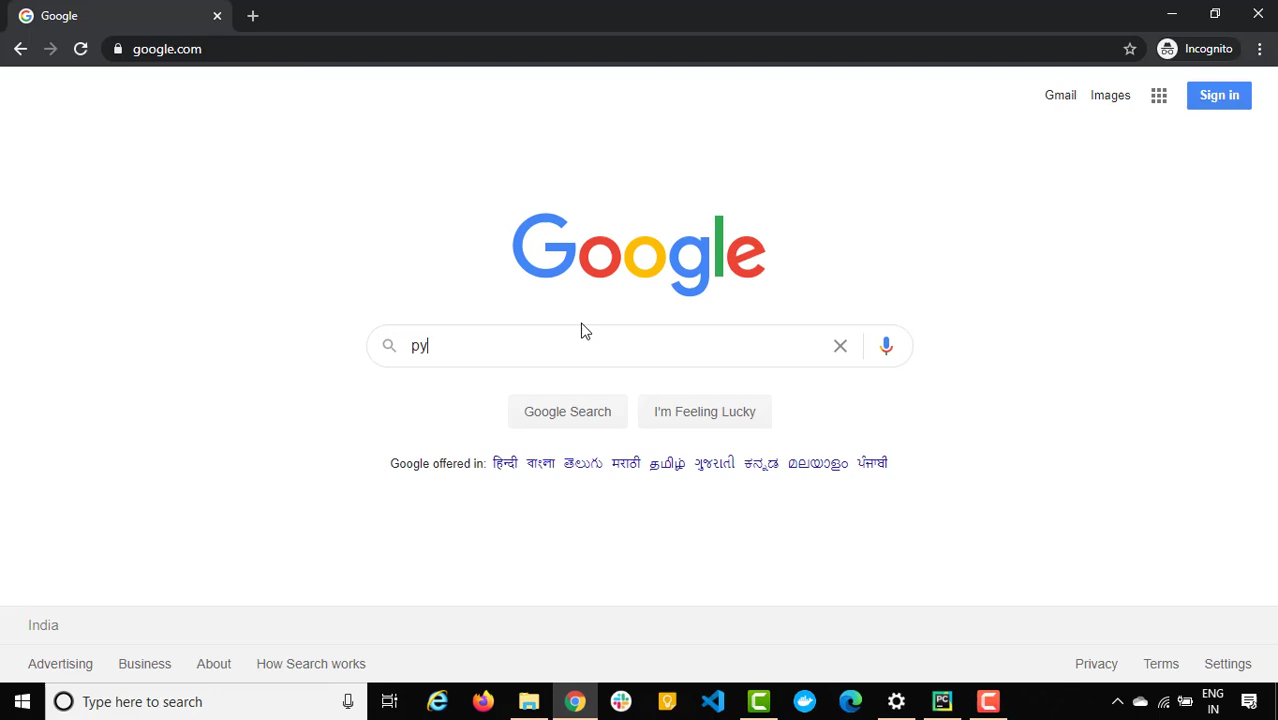 Google
google.com
Incognito
Gmail Images Sign in
Google
py
Google Search I'm Feeling Lucky
Google offered in: हिन्दी বাংলা తెలుగు मराठी தமிழ் ગુજરાતી ಕನ್ನಡ മലയാളം ਪੰਜਾਬੀ
India
Advertising Business About How Search works Privacy Terms Settings
Type here to search
PC
ENG
IN